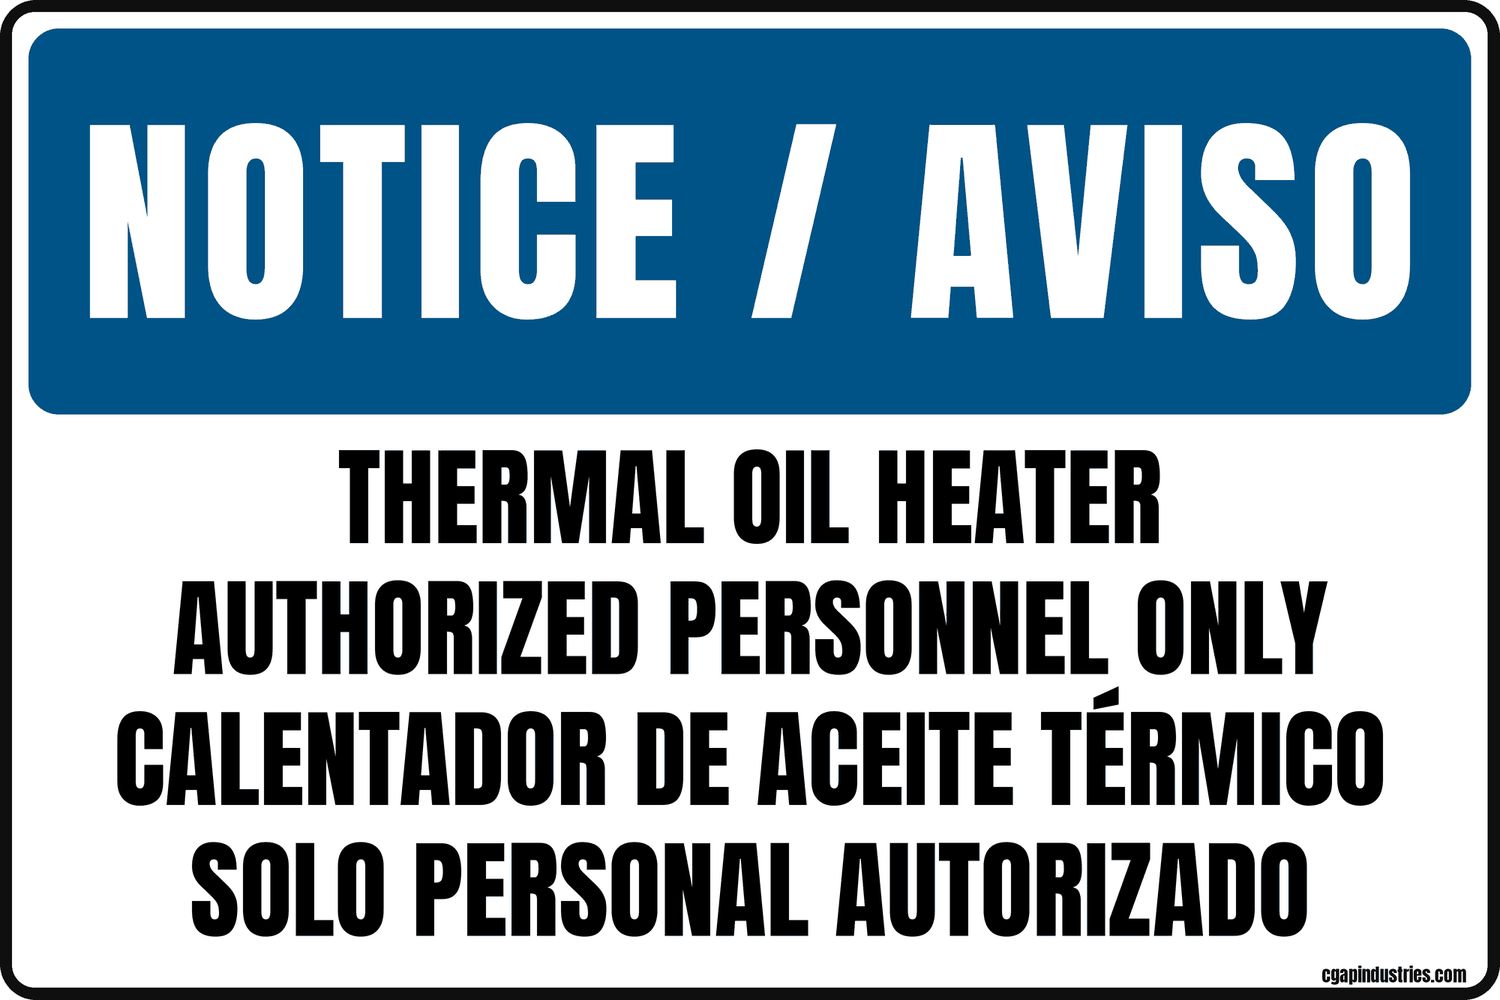 NOTICE / AVISO
THERMAL OIL HEATER
AUTHORIZED PERSONNEL ONLY
CALENTADOR DE ACEITE TÉRMICO
SOLO PERSONAL AUTORIZADO
cgapindustries.com